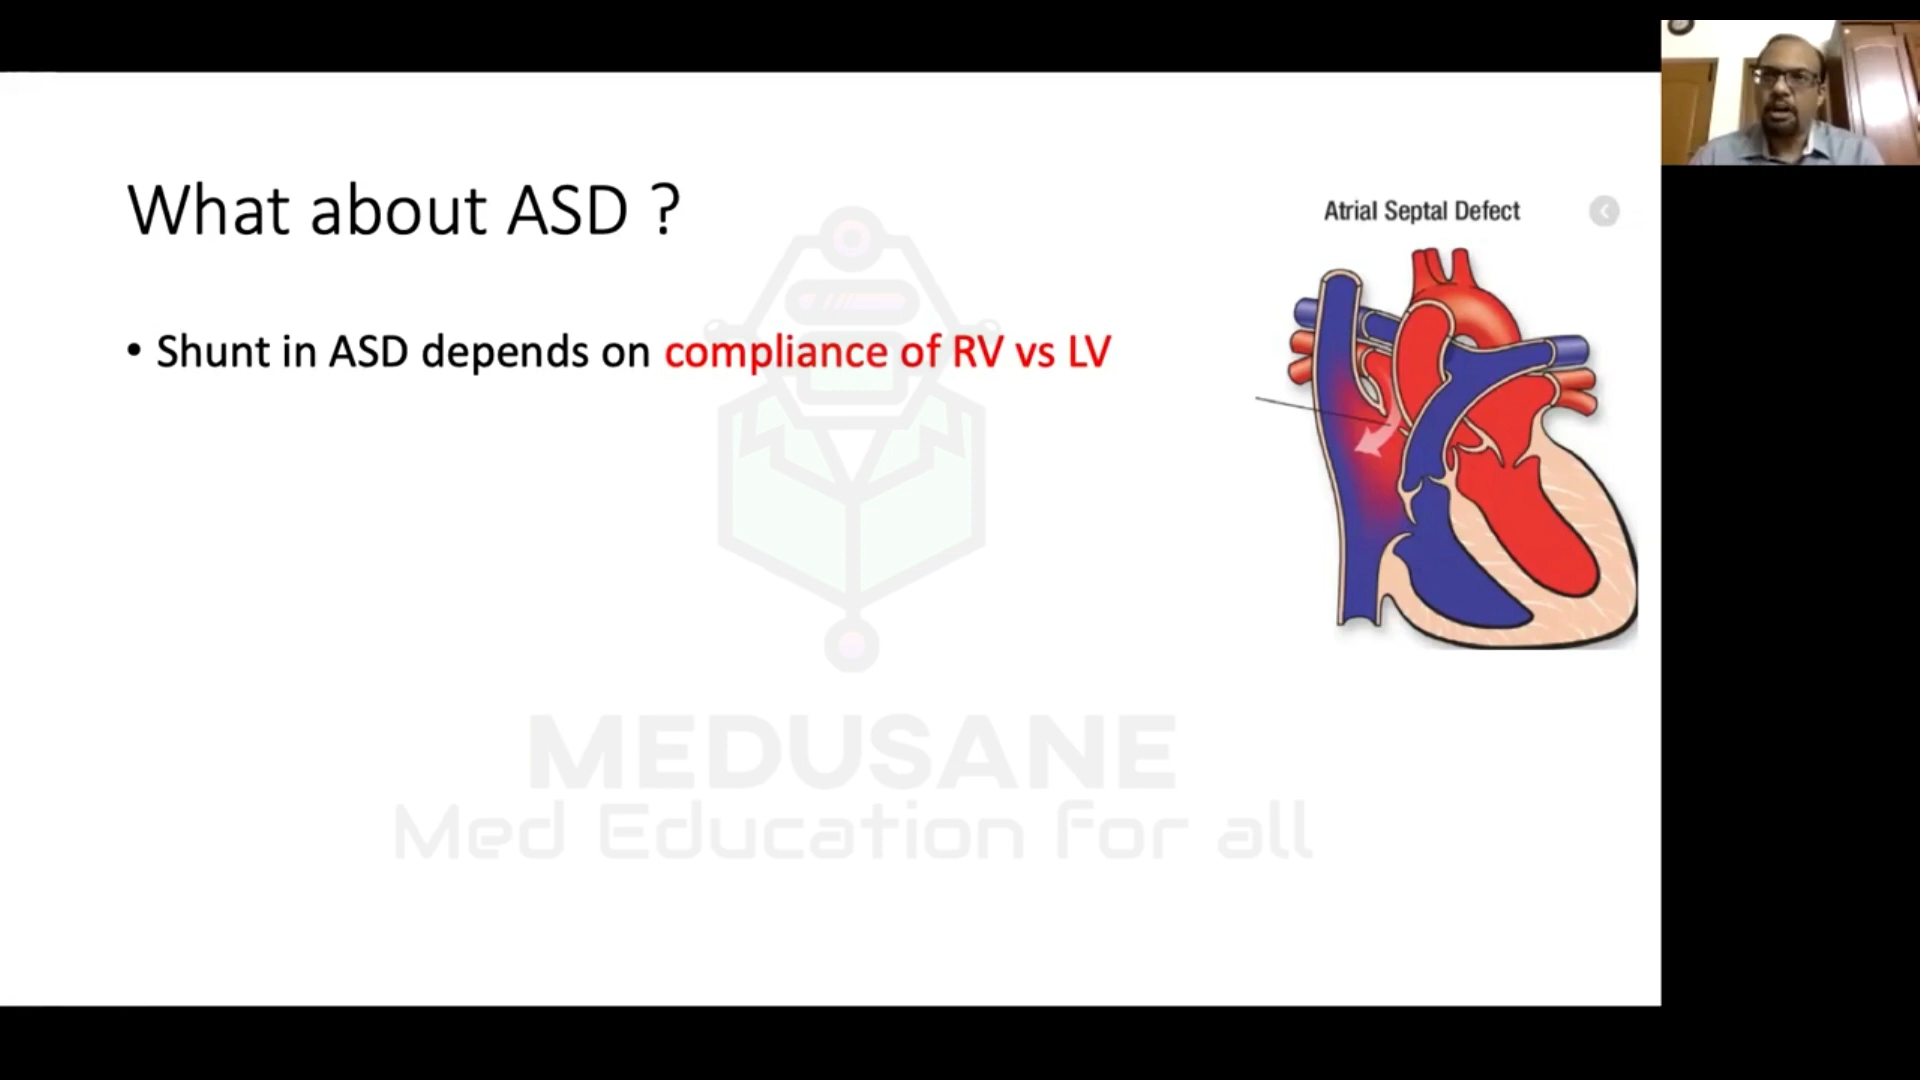 What about ASD ?
Atrial Septal Defect
• Shunt in ASD depends on compliance of RV vs LV
MEDUSANE
Med Education for all